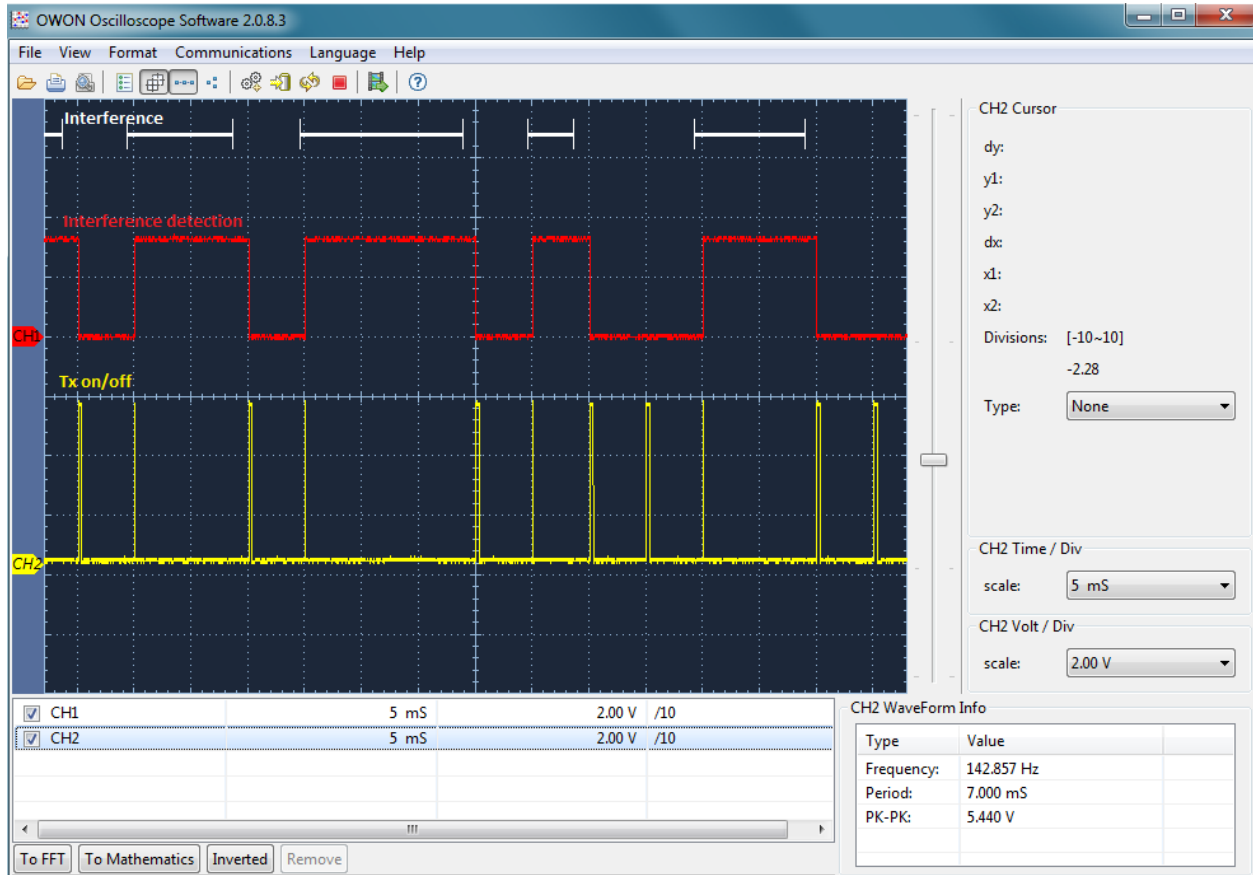 OWON Oscilloscope Software 2.0.8.3
File View Format Communications Language Help
Interference
Interference detection
CH1
Tx on/off
CH2
CH2 Cursor
dy:
y1:
y2:
dx:
x1:
x2:
Divisions: [-10~10]
-2.28
Type: None
CH2 Time / Div
scale: 5 mS
CH2 Volt / Div
scale: 2.00 V
CH1 5 mS 2.00 V /10
CH2 5 mS 2.00 V /10
To FFT To Mathematics Inverted Remove
CH2 WaveForm Info
Type Value
Frequency: 142.857 Hz
Period: 7.000 mS
PK-PK: 5.440 V